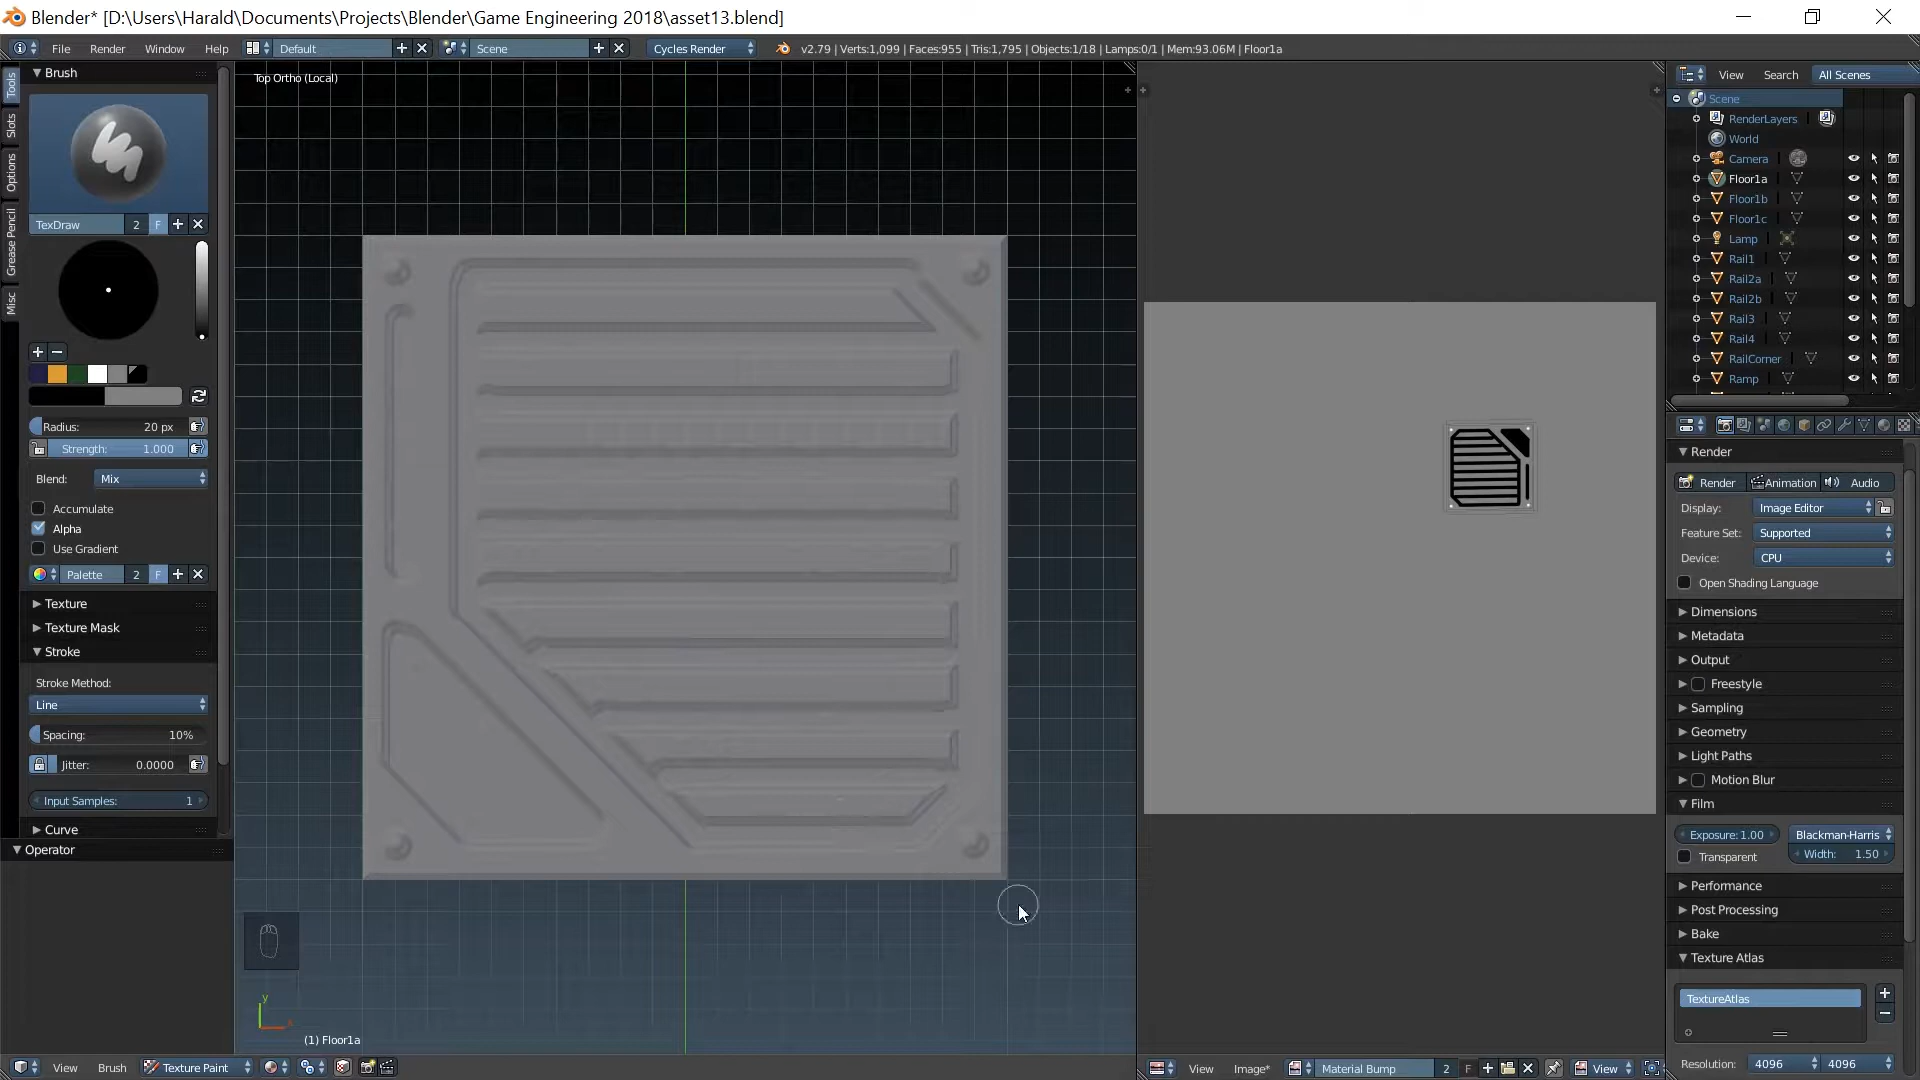 Blender* [D:\Users\Harald\Documents\Projects\Blender\Game Engineering 2018\asset13.blend]
File Render Window Help Default Scene Cycles Render v2.79 | Verts:1,099 | Faces:955 | Tris:1,795 | Objects:1/18 | Lamps:0/1 | Mem:93.06M | Floor1a
Tools
Slots
Options
Grease Pencil
Misc
Brush
TexDraw 2 F
Radius: 20 px
Strength: 1.000
Blend: Mix
Accumulate
Alpha
Use Gradient
Palette 2 F
Texture
Texture Mask
Stroke
Stroke Method:
Line
Spacing: 10%
Jitter: 0.0000
Input Samples: 1
Curve
Operator
Top Ortho (Local)
y
(1) Floor1a
View Brush Texture Paint
View Image* Material Bump 2 F View
View Search All Scenes
Scene
RenderLayers
World
Camera
Floor1a
Floor1b
Floor1c
Lamp
Rail1
Rail2a
Rail2b
Rail3
Rail4
RailCorner
Ramp
Render
Render Animation Audio
Display: Image Editor
Feature Set: Supported
Device: CPU
Open Shading Language
Dimensions
Metadata
Output
Freestyle
Sampling
Geometry
Light Paths
Motion Blur
Film
Exposure: 1.00 Blackman-Harris
Transparent Width: 1.50
Performance
Post Processing
Bake
Texture Atlas
TextureAtlas
Resolution: 4096 4096